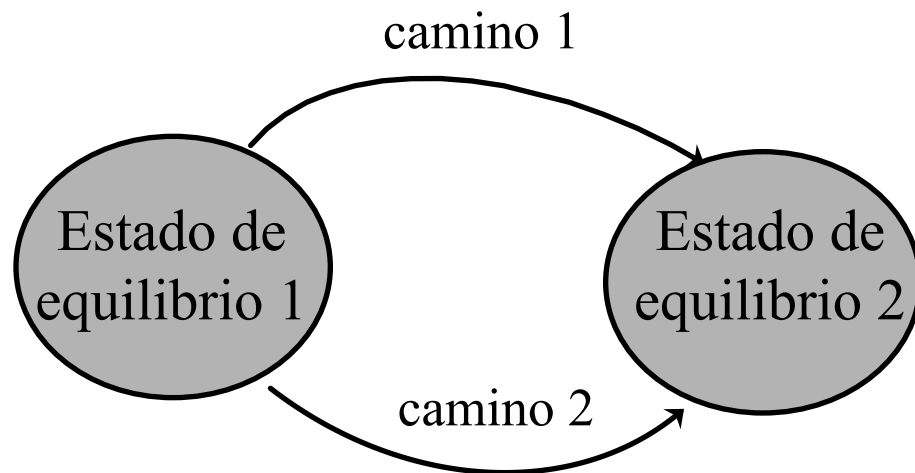 camino 1
Estado de
equilibrio 1
Estado de
equilibrio 2
camino 2